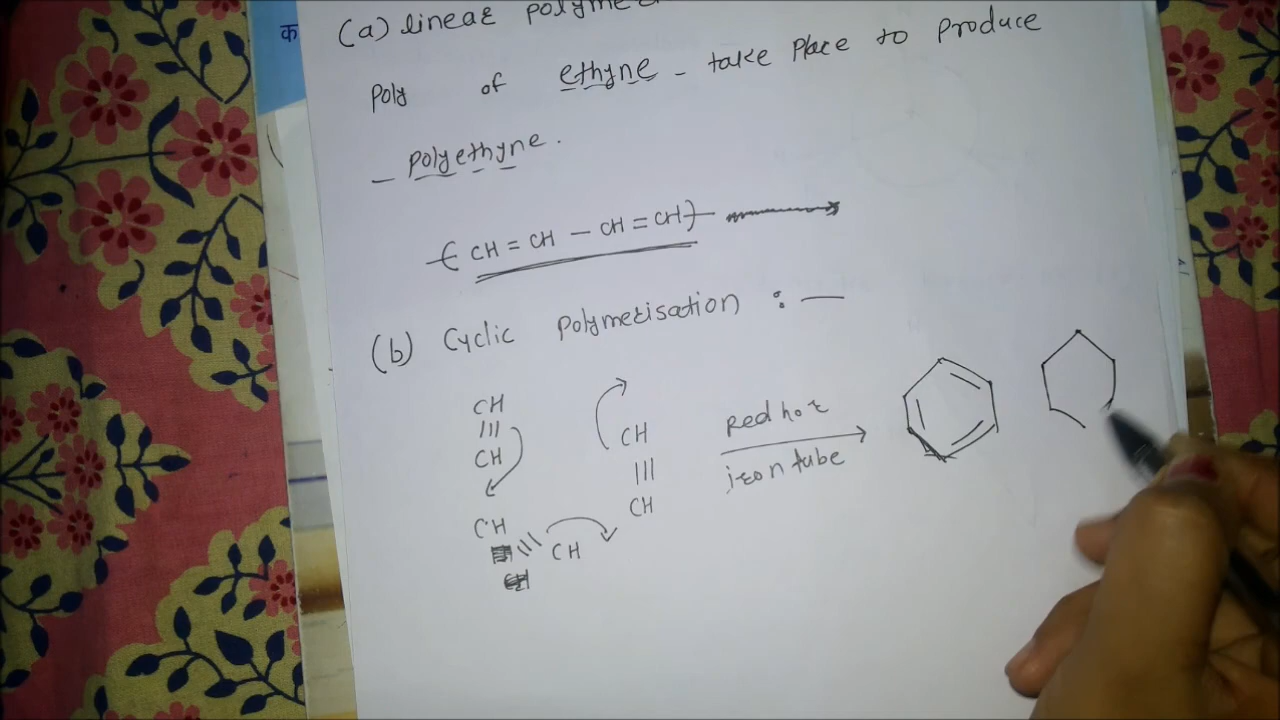 क
(a) linear polymer
Poly of ethyne - take place to produce
- polyethyne.
-( CH = CH - CH = CH )-
(b) Cyclic Polymerisation : —
CH
|||
CH
CH
|||
CH
CH
|||
CH
Red hot
iron tube